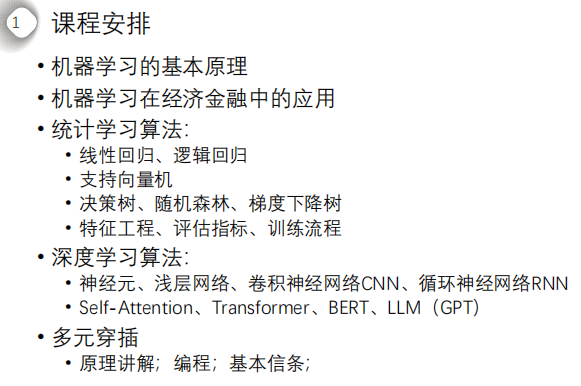 1 课程安排
• 机器学习的基本原理
• 机器学习在经济金融中的应用
• 统计学习算法:
• 线性回归、逻辑回归
• 支持向量机
• 决策树、随机森林、梯度下降树
• 特征工程、评估指标、训练流程
• 深度学习算法:
• 神经元、浅层网络、卷积神经网络CNN、循环神经网络RNN
• Self-Attention、Transformer、BERT、LLM（GPT）
• 多元穿插
• 原理讲解；编程；基本信条；